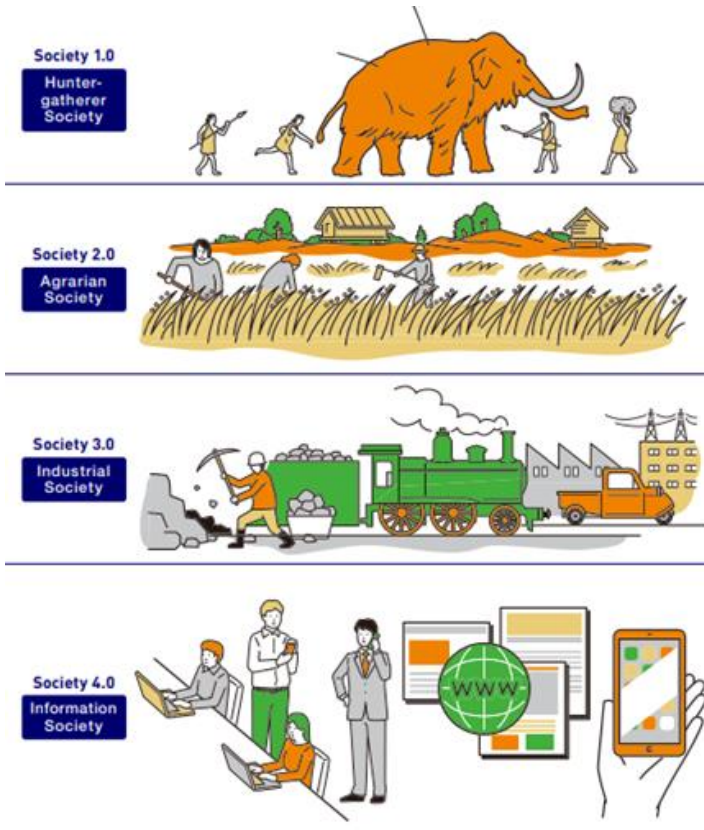 Society 1.0
Hunter-
gatherer
Society
Society 2.0
Agrarian
Society
Society 3.0
Industrial
Society
Society 4.0
Information
Society
WWW